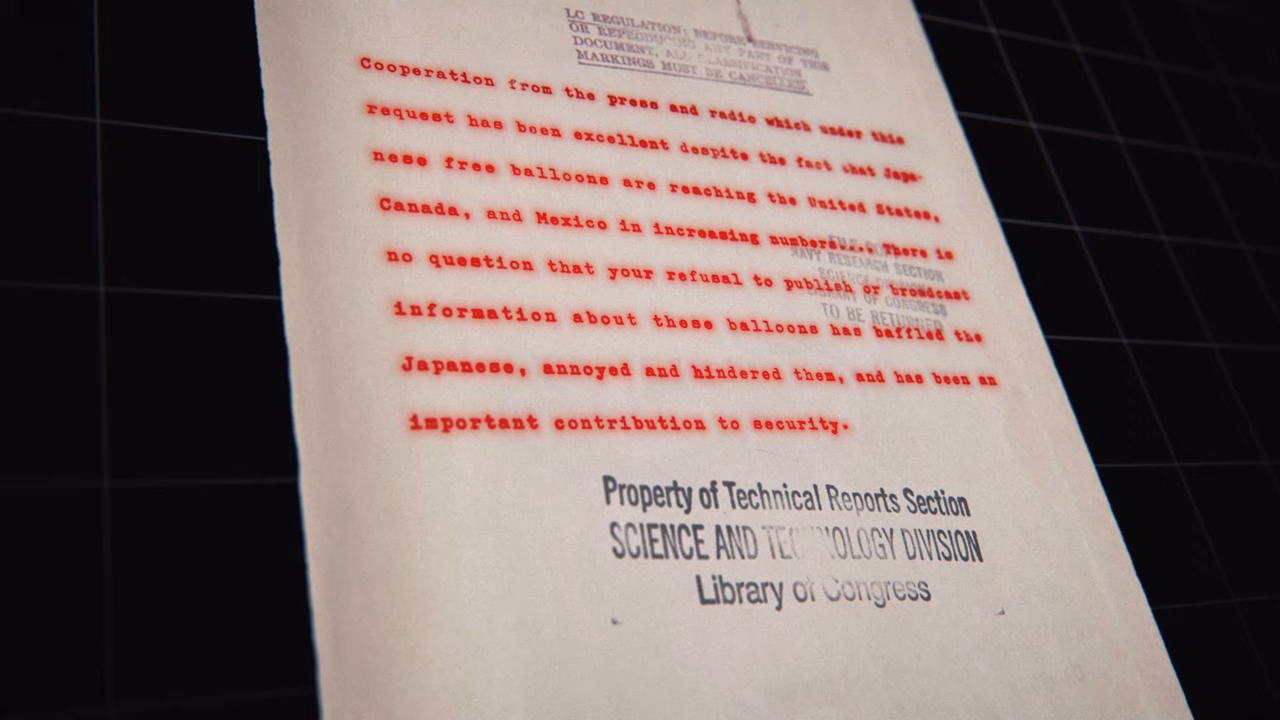 LC REGULATION: BEFORE SERVICING
OR REPRODUCING ANY PART OF THIS
DOCUMENT, ALL CLASSIFICATION
MARKINGS MUST BE CANCELLED.
Cooperation from the press and radio which under this
request has been excellent despite the fact that Japa-
nese free balloons are reaching the United States,
Canada, and Mexico in increasing numbers.... There is
no question that your refusal to publish or broadcast
information about these balloons has baffled the
Japanese, annoyed and hindered them, and has been an
important contribution to security.
NAVY RESEARCH SECTION
SCIENCE
LIBRARY OF CONGRESS
TO BE RETURNED
Property of Technical Reports Section
SCIENCE AND TECHNOLOGY DIVISION
Library of Congress